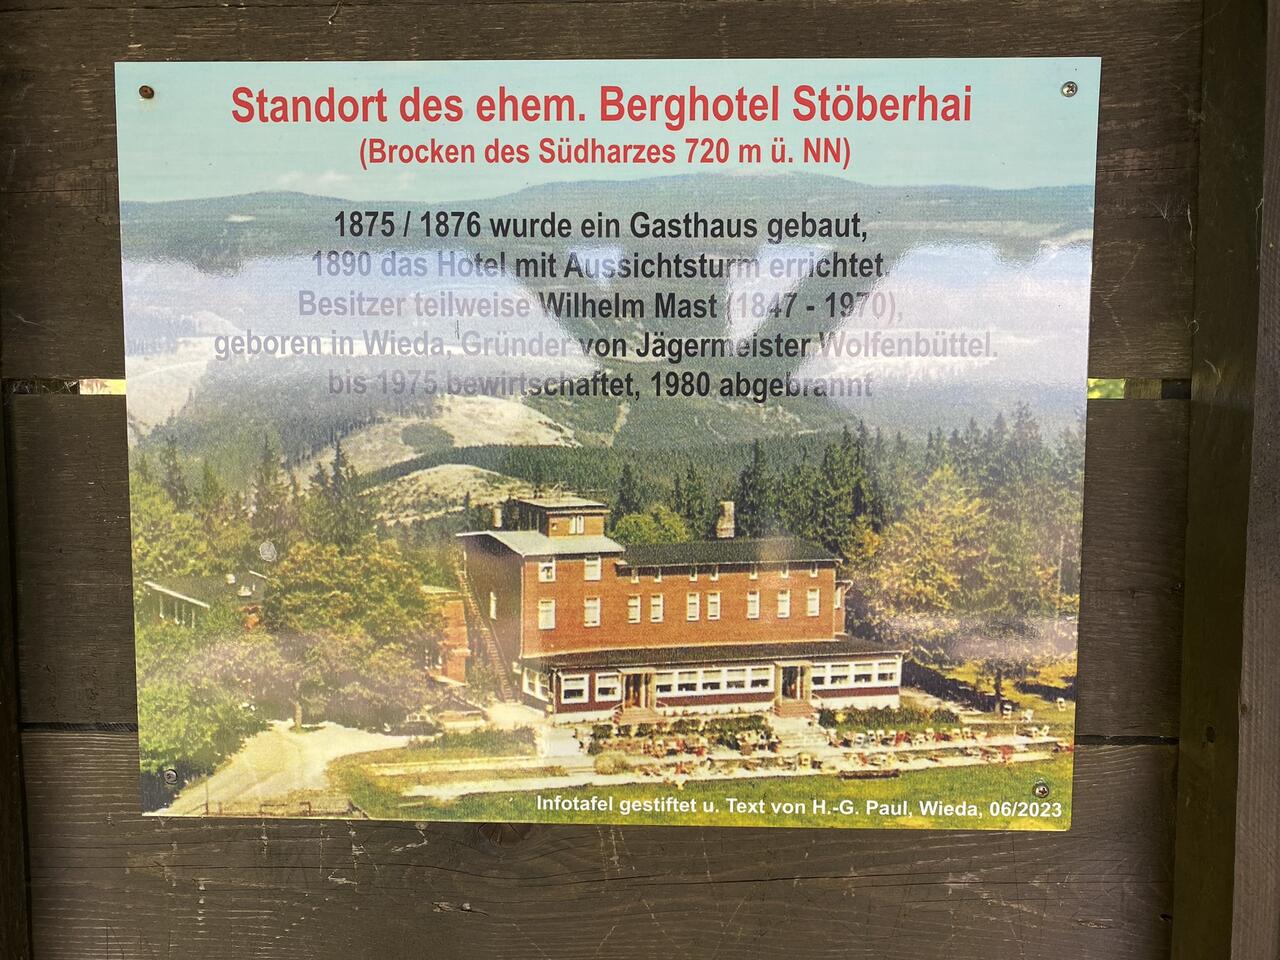 Standort des ehem. Berghotel Stöberhai
(Brocken des Südharzes 720 m ü. NN)
1875 / 1876 wurde ein Gasthaus gebaut,
1890 das Hotel mit Aussichtsturm errichtet.
Besitzer teilweise Wilhelm Mast (1847 - 1970),
geboren in Wieda, Gründer von Jägermeister Wolfenbüttel.
bis 1975 bewirtschaftet, 1980 abgebrannt
Infotafel gestiftet u. Text von H.-G. Paul, Wieda, 06/2023